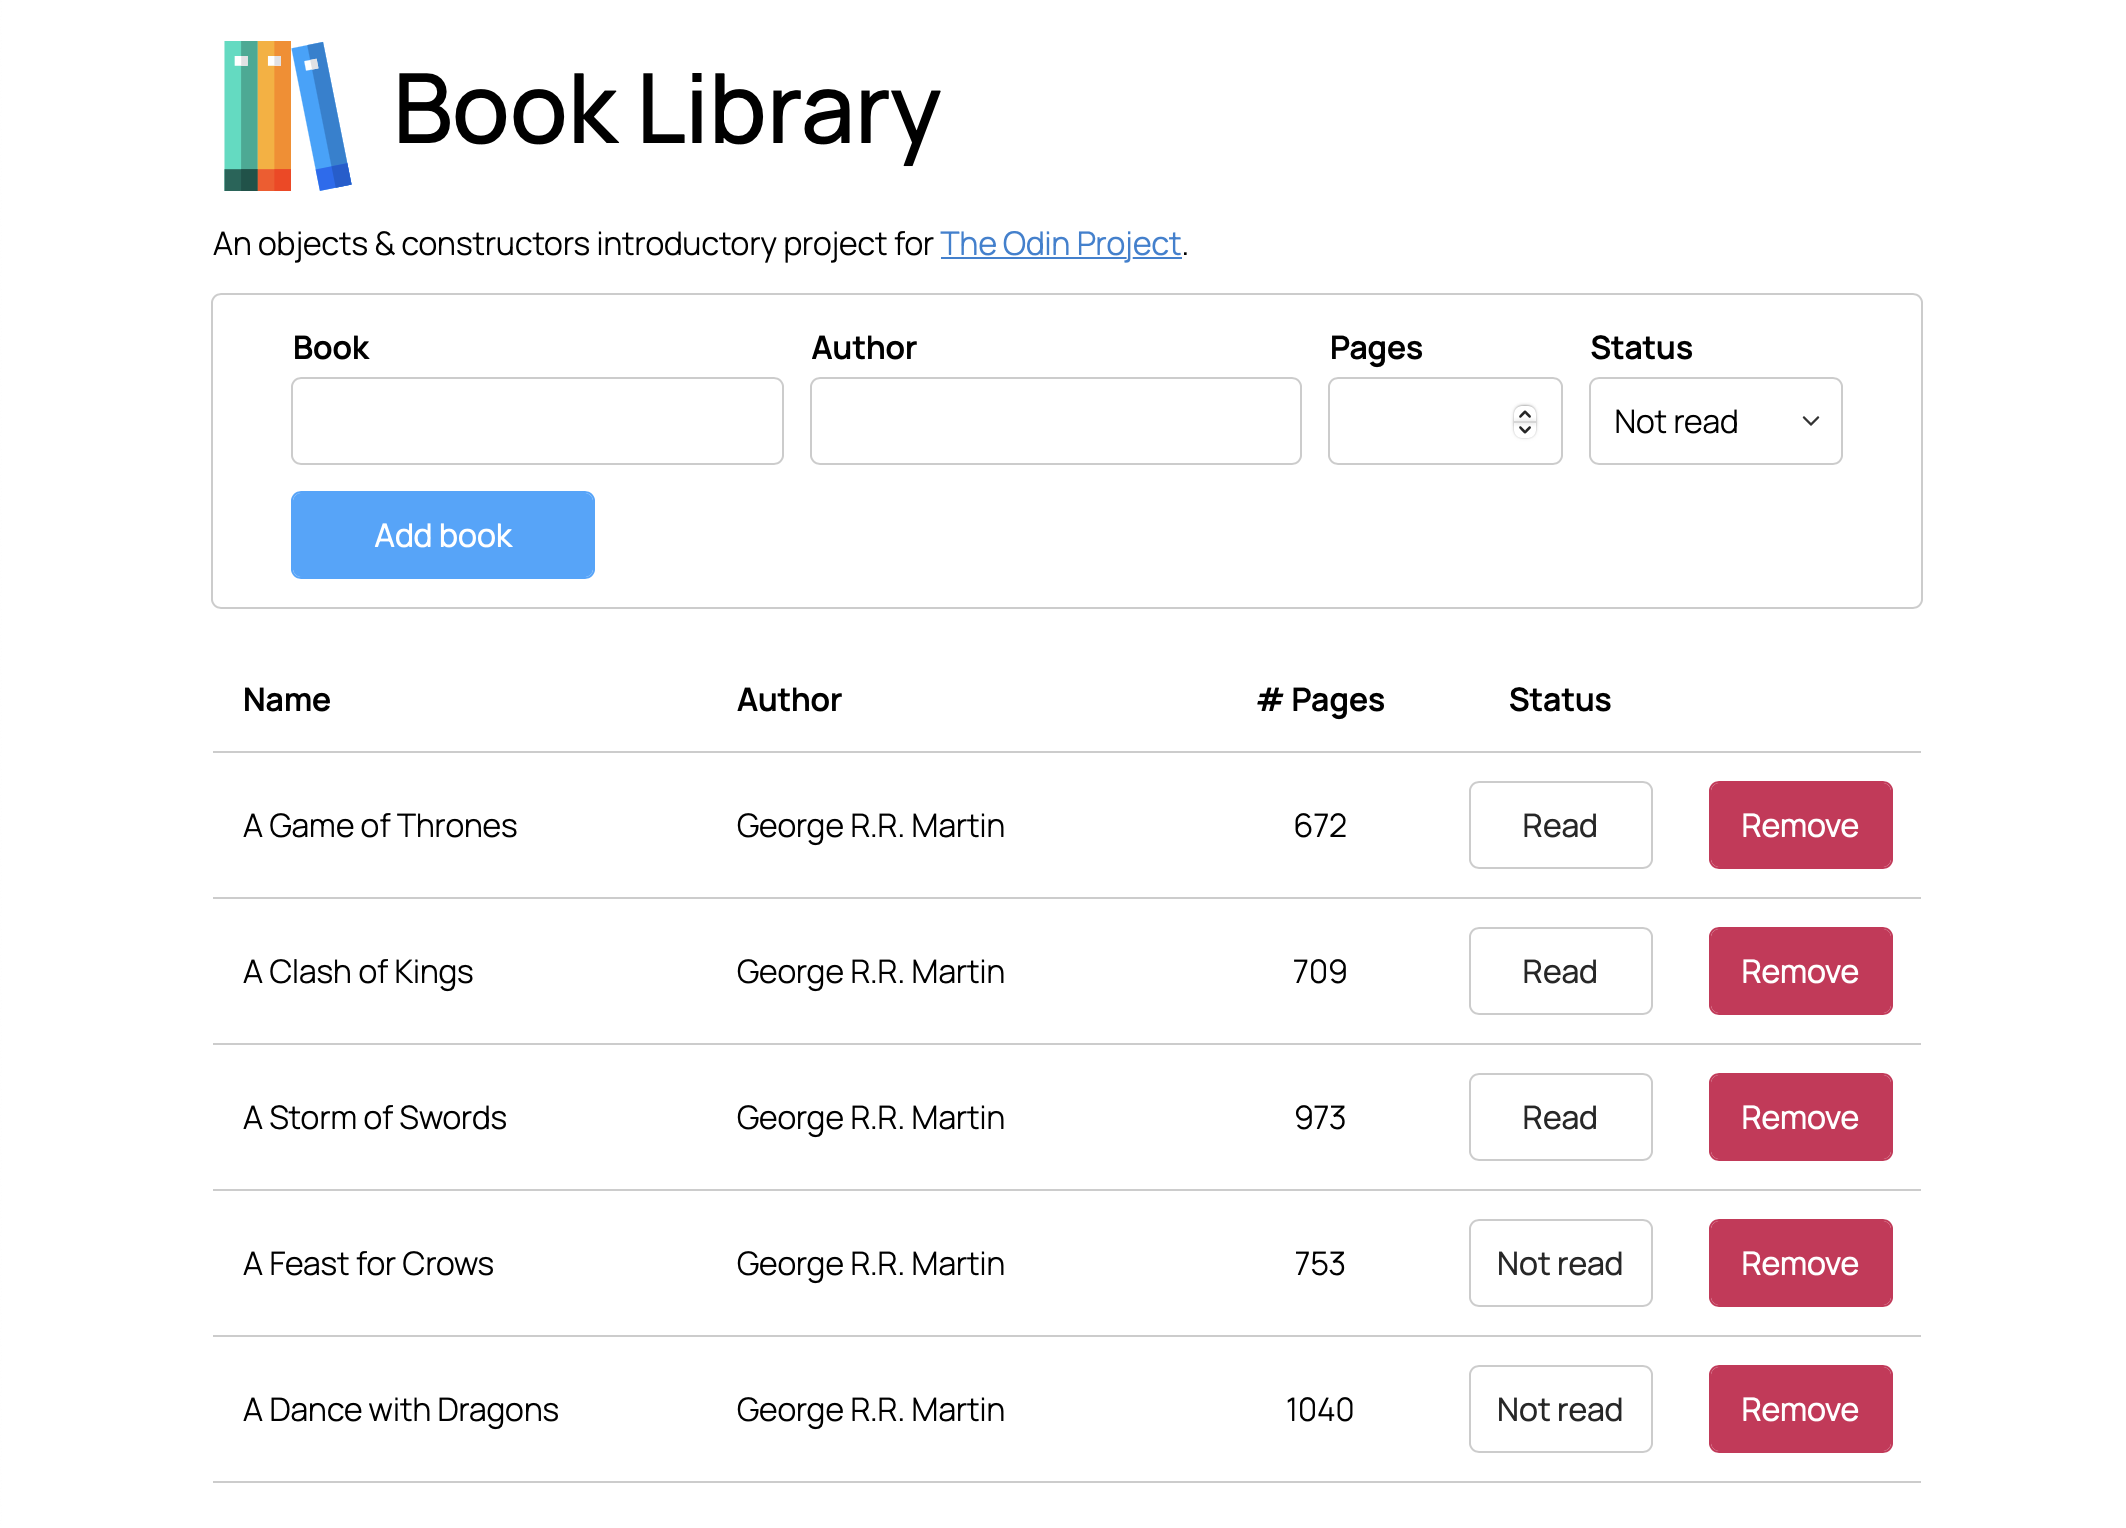 Book Library
An objects & constructors introductory project for The Odin Project.
Book Author Pages Status
Not read
Add book
Name Author # Pages Status
A Game of Thrones George R.R. Martin 672 Read Remove
A Clash of Kings George R.R. Martin 709 Read Remove
A Storm of Swords George R.R. Martin 973 Read Remove
A Feast for Crows George R.R. Martin 753 Not read Remove
A Dance with Dragons George R.R. Martin 1040 Not read Remove